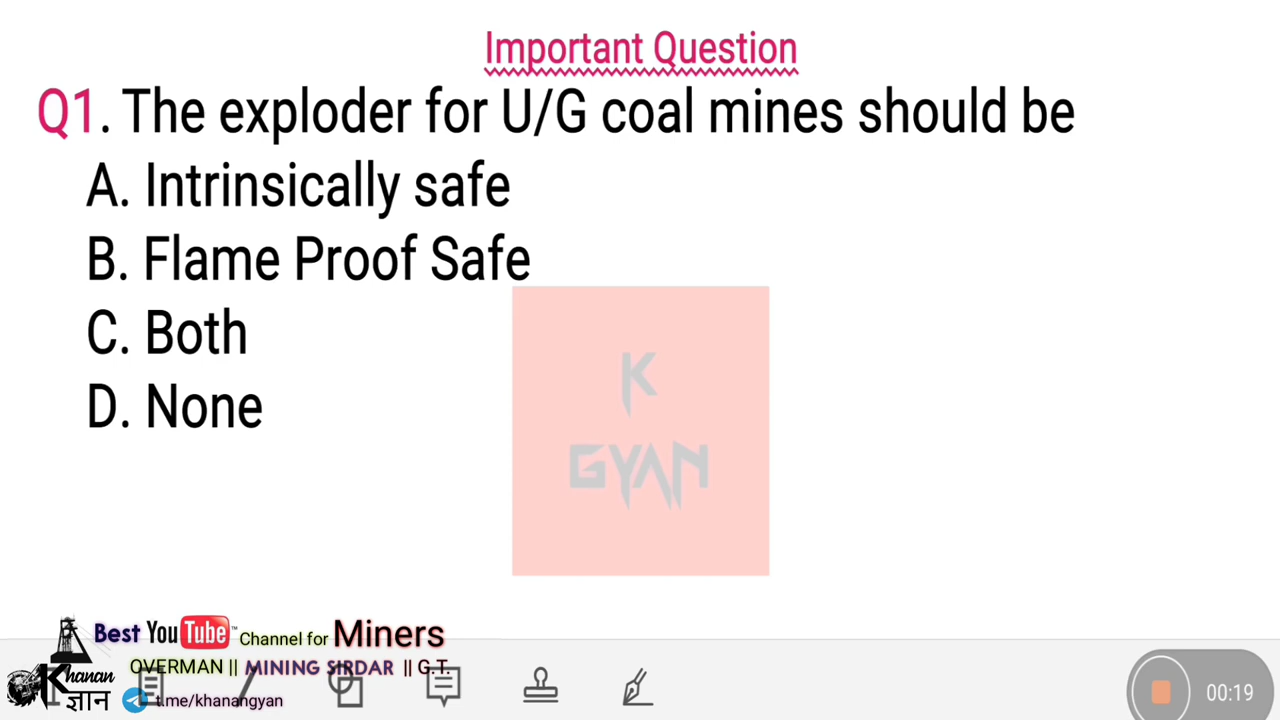 Important Question
Q1. The exploder for U/G coal mines should be
A. Intrinsically safe
B. Flame Proof Safe
C. Both
D. None
K
GYAN
Best YouTube Channel for Miners
OVERMAN || MINING SIRDAR || G.T.
Khanan
ज्ञान
t.me/khanangyan
00:19